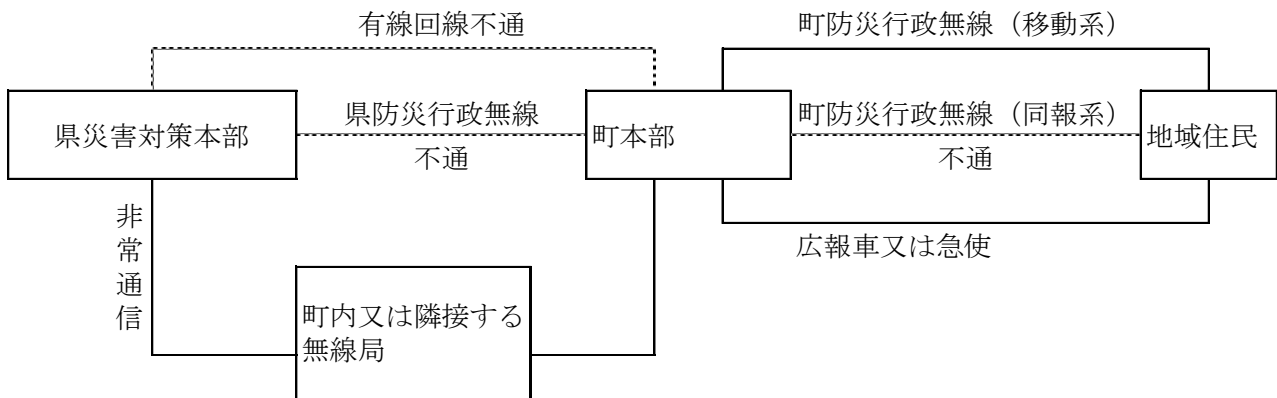 有線回線不通
町防災行政無線（移動系）
県災害対策本部
県防災行政無線
不通
町本部
町防災行政無線（同報系）
不通
地域住民
非常通信
広報車又は急使
町内又は隣接する
無線局